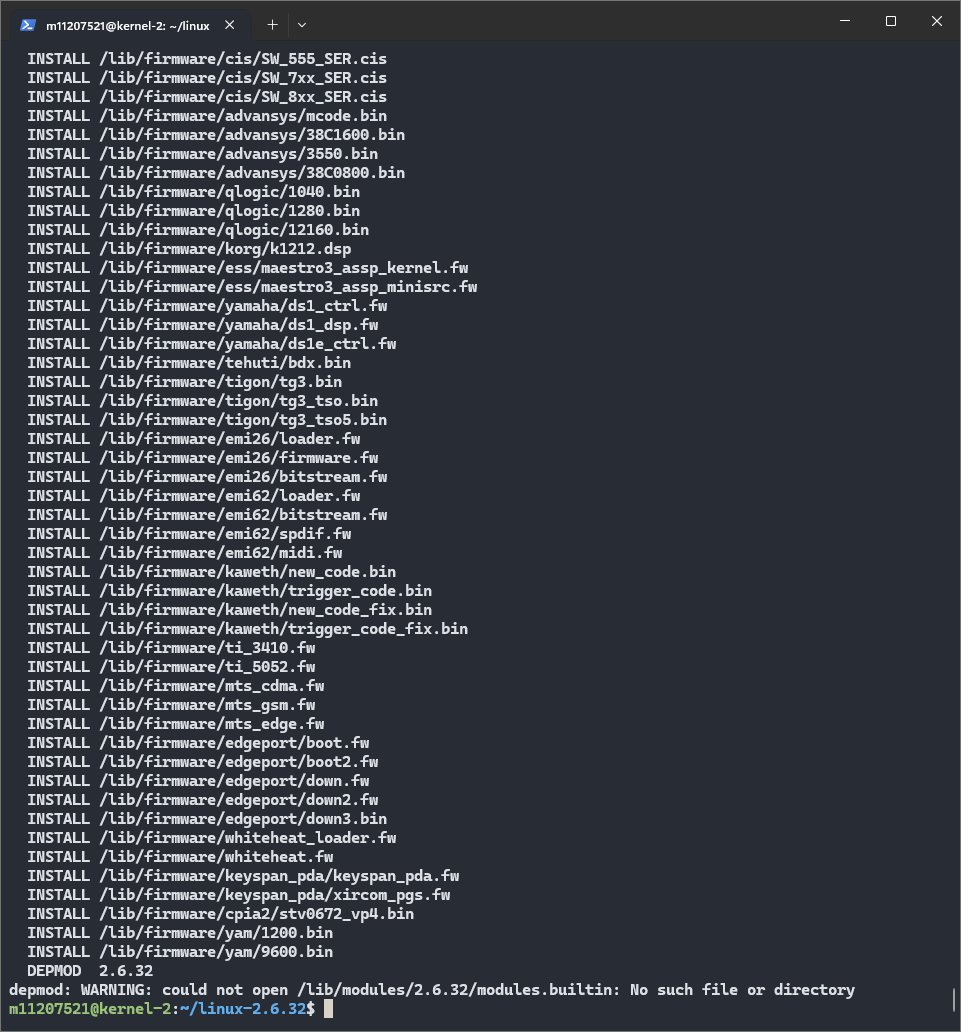 m11207521@kernel-2: ~/linux
INSTALL /lib/firmware/cis/SW_555_SER.cis
INSTALL /lib/firmware/cis/SW_7xx_SER.cis
INSTALL /lib/firmware/cis/SW_8xx_SER.cis
INSTALL /lib/firmware/advansys/mcode.bin
INSTALL /lib/firmware/advansys/38C1600.bin
INSTALL /lib/firmware/advansys/3550.bin
INSTALL /lib/firmware/advansys/38C0800.bin
INSTALL /lib/firmware/qlogic/1040.bin
INSTALL /lib/firmware/qlogic/1280.bin
INSTALL /lib/firmware/qlogic/12160.bin
INSTALL /lib/firmware/korg/k1212.dsp
INSTALL /lib/firmware/ess/maestro3_assp_kernel.fw
INSTALL /lib/firmware/ess/maestro3_assp_minisrc.fw
INSTALL /lib/firmware/yamaha/ds1_ctrl.fw
INSTALL /lib/firmware/yamaha/ds1_dsp.fw
INSTALL /lib/firmware/yamaha/ds1e_ctrl.fw
INSTALL /lib/firmware/tehuti/bdx.bin
INSTALL /lib/firmware/tigon/tg3.bin
INSTALL /lib/firmware/tigon/tg3_tso.bin
INSTALL /lib/firmware/tigon/tg3_tso5.bin
INSTALL /lib/firmware/emi26/loader.fw
INSTALL /lib/firmware/emi26/firmware.fw
INSTALL /lib/firmware/emi26/bitstream.fw
INSTALL /lib/firmware/emi62/loader.fw
INSTALL /lib/firmware/emi62/bitstream.fw
INSTALL /lib/firmware/emi62/spdif.fw
INSTALL /lib/firmware/emi62/midi.fw
INSTALL /lib/firmware/kaweth/new_code.bin
INSTALL /lib/firmware/kaweth/trigger_code.bin
INSTALL /lib/firmware/kaweth/new_code_fix.bin
INSTALL /lib/firmware/kaweth/trigger_code_fix.bin
INSTALL /lib/firmware/ti_3410.fw
INSTALL /lib/firmware/ti_5052.fw
INSTALL /lib/firmware/mts_cdma.fw
INSTALL /lib/firmware/mts_gsm.fw
INSTALL /lib/firmware/mts_edge.fw
INSTALL /lib/firmware/edgeport/boot.fw
INSTALL /lib/firmware/edgeport/boot2.fw
INSTALL /lib/firmware/edgeport/down.fw
INSTALL /lib/firmware/edgeport/down2.fw
INSTALL /lib/firmware/edgeport/down3.bin
INSTALL /lib/firmware/whiteheat_loader.fw
INSTALL /lib/firmware/whiteheat.fw
INSTALL /lib/firmware/keyspan_pda/keyspan_pda.fw
INSTALL /lib/firmware/keyspan_pda/xircom_pgs.fw
INSTALL /lib/firmware/cpia2/stv0672_vp4.bin
INSTALL /lib/firmware/yam/1200.bin
INSTALL /lib/firmware/yam/9600.bin
DEPMOD  2.6.32
depmod: WARNING: could not open /lib/modules/2.6.32/modules.builtin: No such file or directory
m11207521@kernel-2:~/linux-2.6.32$